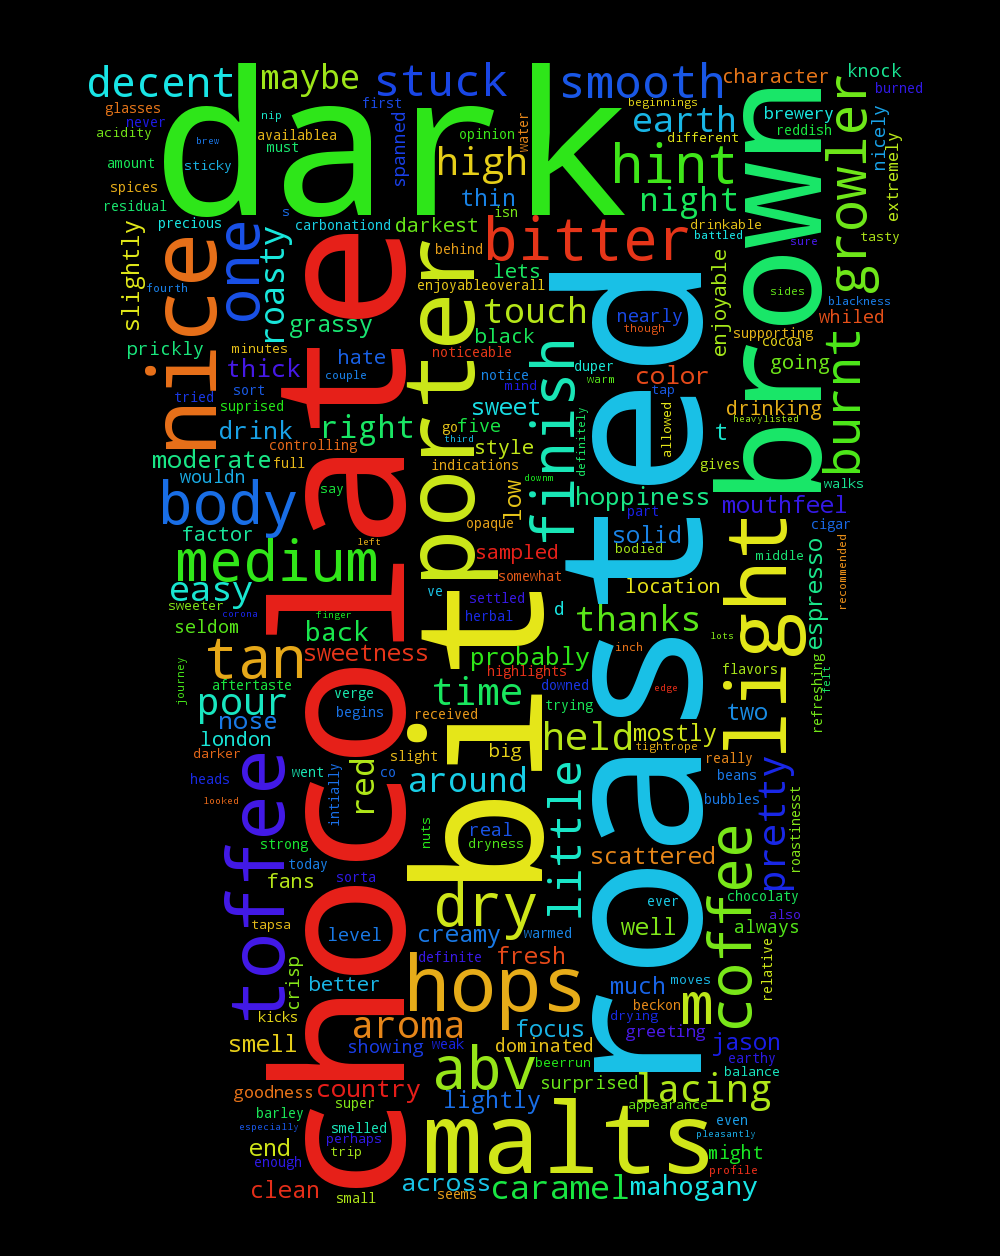 decent
maybe
stuck
smooth
character
knock
burned
glasses
never
first
beginnings
acidity
nip
availablea
opinion
water
earth
different
brewery
reddish
nicely
dark
brew
must
spanned
high
hint
brown
growler
extremely
amount
sticky
spices
residual
precious
s
carbonationd
darkest
thin
isn
night
drinkable
battled
sure
tasty
slightly
nice
one
roasty
behind
bitter
lets
enjoyableoverall
fourth
grassy
touch
nearly
though
enjoyable
sides
blackness
supporting
whiled
cocoa
prickly
minutes
thick
hate
couple
black
noticeable
notice
mind
duper
warm
color
tap
going
burnt
tried
sort
suprised
sweet
drinking
heavylisted
drink
controlling
right
go
five
third
style
finish
definitely
allowed
t
moderate
full
wouldn
indications
downm
gives
walks
body
say
low
hoppiness
part
mouthfeel
cigar
factor
left
opaque
solid
bodied
medium
chocolate
porter
sampled
somewhat
roasted
light
middle
espresso
recommended
easy
sweeter
corona
finger
ve
settled
herbal
d
location
thanks
seldom
back
lots
tan
sweetness
probably
highlights
inch
journey
aftertaste
verge
time
downed
edge
flavors
refreshing
felt
pour
nose
begins
received
trying
two
london
held
mostly
tightrope
darker
slight
big
really
heads
went
intially
red
co
around
beans
pretty
looked
bit
bubbles
roastinesst
toffee
strong
nuts
real
dryness
little
scattered
today
fans
sorta
dry
ever
coffee
chocolaty
also
tapsa
level
creamy
warmed
well
always
crisp
definite
fresh
better
hops
much
moves
relative
kicks
beckon
m
drying
aroma
focus
greeting
smell
showing
weak
dominated
jason
beerrun
earthy
abv
balance
goodness
country
surprised
lacing
barley
super
lightly
appearance
especially
smelled
even
perhaps
pleasantly
end
trip
malts
might
enough
profile
clean
small
across
seems
caramel
mahogany